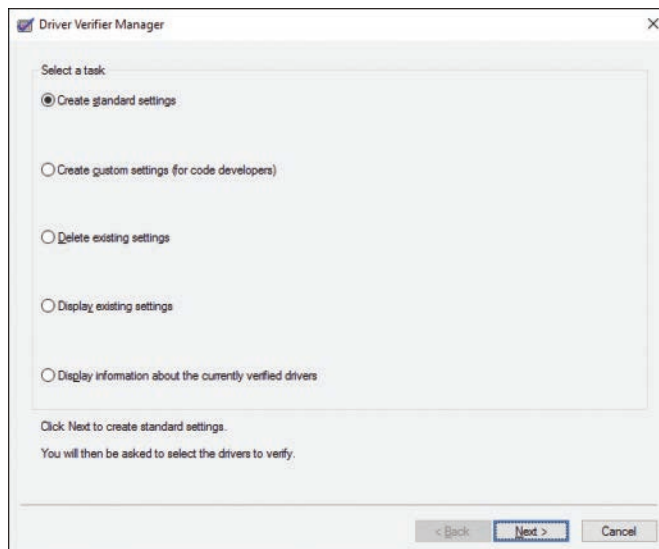 Driver Verifier Manager
Select a task
Create standard settings
Create custom settings (for code developers)
Delete existing settings
Display existing settings
Display information about the currently verified drivers
Click Next to create standard settings.
You will then be asked to select the drivers to verify.
< Back Next > Cancel